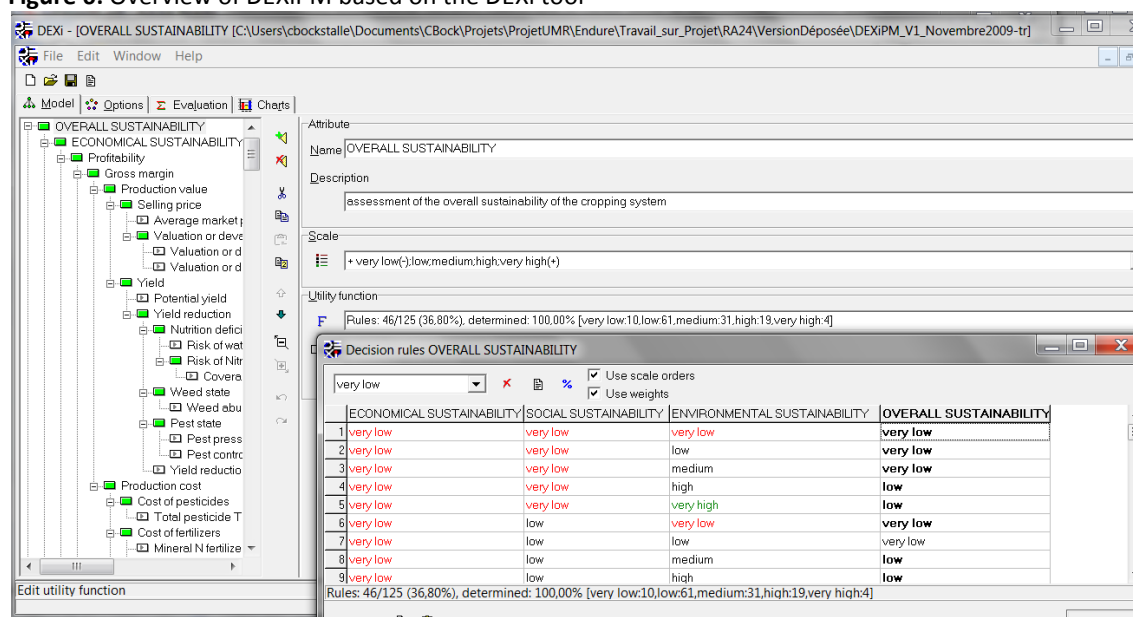 Figure 6. Overview of DEXiPM based on the DEXi tool
DEXi - [OVERALL SUSTAINABILITY [C:\Users\cbockstalle\Documents\CBock\Projets\ProjetUMR\Endure\Travail_sur_Projet\RA24\VersionDéposée\DEXiPM_V1_Novembre2009-tr]
File Edit Window Help
Model Options Evaluation Charts
OVERALL SUSTAINABILITY
ECONOMICAL SUSTAINABILITY
Profitability
Gross margin
Production value
Selling price
Average market p
Valuation or deve
Valuation or d
Valuation or d
Yield
Potential yield
Yield reduction
Nutrition defici
Risk of wat
Risk of Nitr
Covera
Weed state
Weed abu
Pest state
Pest press
Pest contro
Yield reductio
Production cost
Cost of pesticides
Total pesticide T
Cost of fertilizers
Mineral N fertilize
Edit utility function
Attribute
Name OVERALL SUSTAINABILITY
Description
assessment of the overall sustainability of the cropping system
Scale
+ very low(-);low;medium;high;very high(+)
Utility function
F Rules: 46/125 (36,80%), determined: 100,00% [very low:10,low:61,medium:31,high:19,very high:4]
Decision rules OVERALL SUSTAINABILITY
very low % Use scale orders
Use weights
ECONOMICAL SUSTAINABILITY SOCIAL SUSTAINABILITY ENVIRONMENTAL SUSTAINABILITY OVERALL SUSTAINABILITY
1 very low very low very low very low
2 very low very low low very low
3 very low very low medium very low
4 very low very low high low
5 very low very low very high low
6 very low low very low very low
7 very low low low very low
8 very low low medium low
9 very low low high low
Rules: 46/125 (36,80%), determined: 100,00% [very low:10,low:61,medium:31,high:19,very high:4]